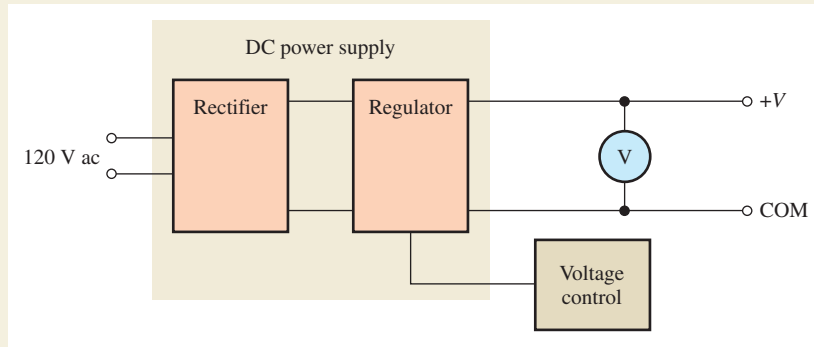 DC power supply
Rectifier
Regulator
+V
120 V ac
V
COM
Voltage
control